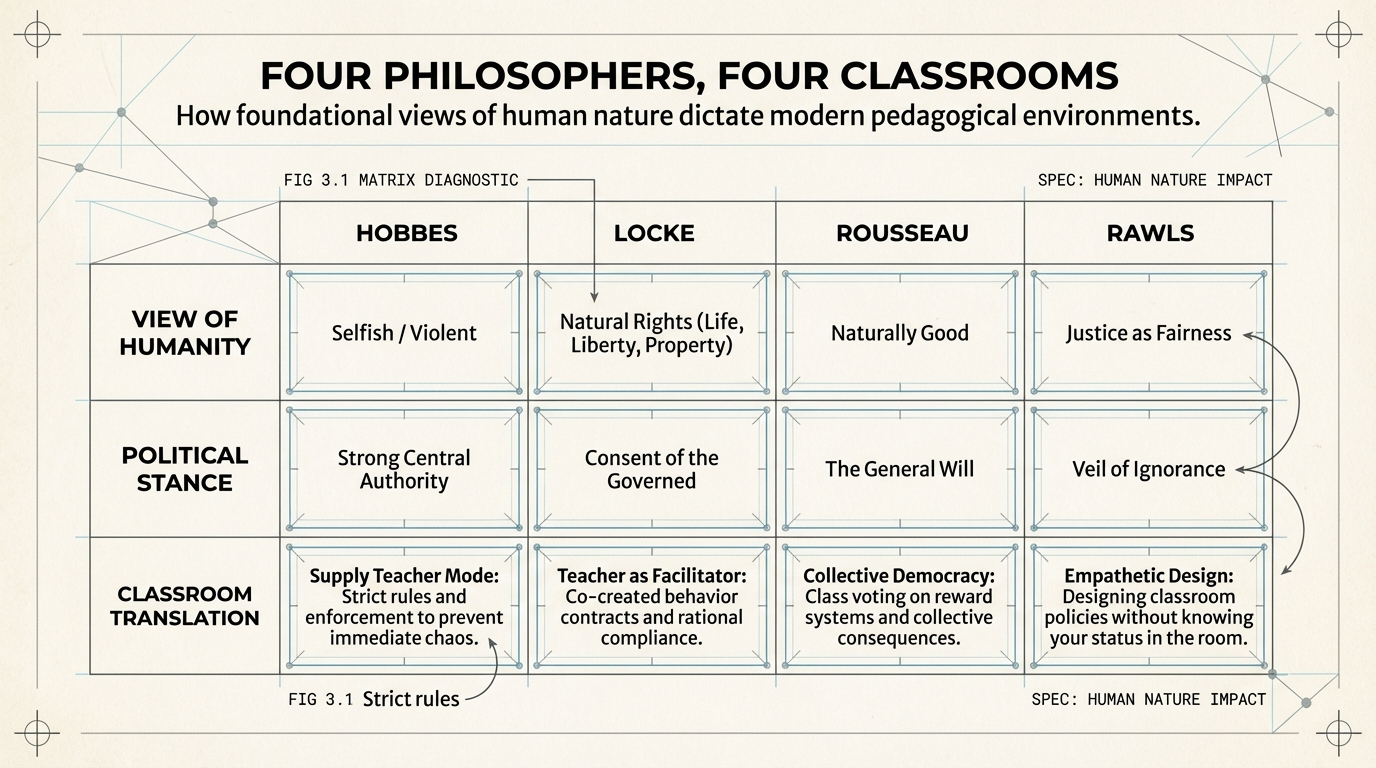 FOUR PHILOSOPHERS, FOUR CLASSROOMS
How foundational views of human nature dictate modern pedagogical environments.
FIG 3.1 MATRIX DIAGNOSTIC
SPEC: HUMAN NATURE IMPACT
HOBBES
LOCKE
ROUSSEAU
RAWLS
VIEW OF
HUMANITY
Selfish / Violent
Natural Rights (Life,
Liberty, Property)
Naturally Good
Justice as Fairness
POLITICAL
STANCE
Strong Central
Authority
Consent of the
Governed
The General Will
Veil of Ignorance
CLASSROOM
TRANSLATION
Supply Teacher Mode:
Strict rules and
enforcement to prevent
immediate chaos.
Teacher as Facilitator:
Co-created behavior
contracts and rational
compliance.
Collective Democracy:
Class voting on reward
systems and collective
consequences.
Empathetic Design:
Designing classroom
policies without knowing
your status in the room.
FIG 3.1 Strict rules
SPEC: HUMAN NATURE IMPACT